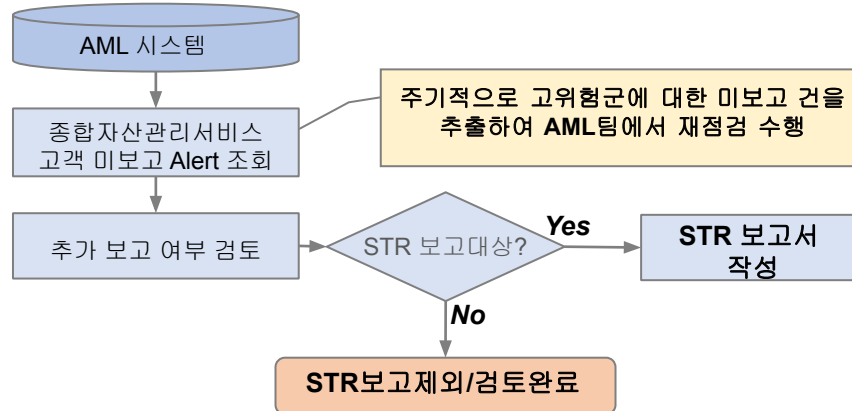 AML 시스템
종합자산관리서비스
고객 미보고 Alert 조회
주기적으로 고위험군에 대한 미보고 건을
추출하여 AML팀에서 재점검 수행
추가 보고 여부 검토
STR 보고대상?
Yes
STR 보고서
작성
No
STR보고제외/검토완료